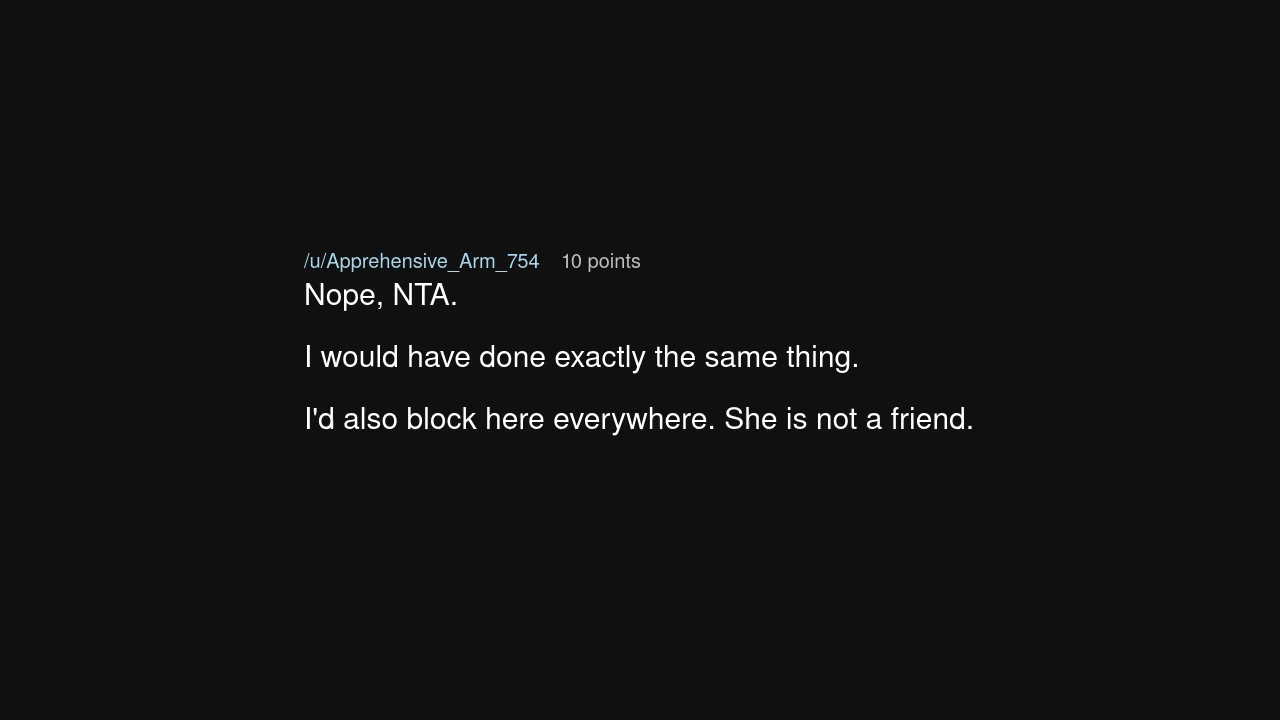 /u/Apprehensive_Arm_754 10 points
Nope, NTA.
I would have done exactly the same thing.
I'd also block here everywhere. She is not a friend.